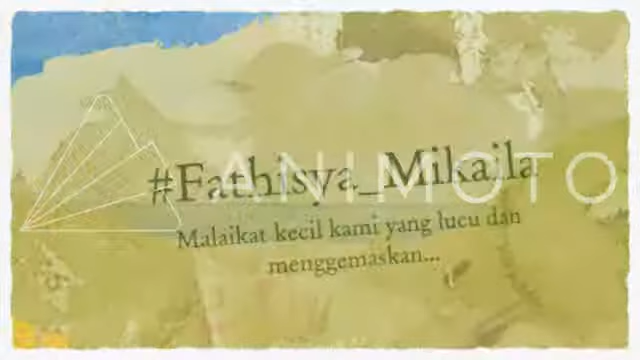 #Fathisya_Mikaila
ANIMOTO
Malaikat kecil kami yang lucu dan
menggemaskan...